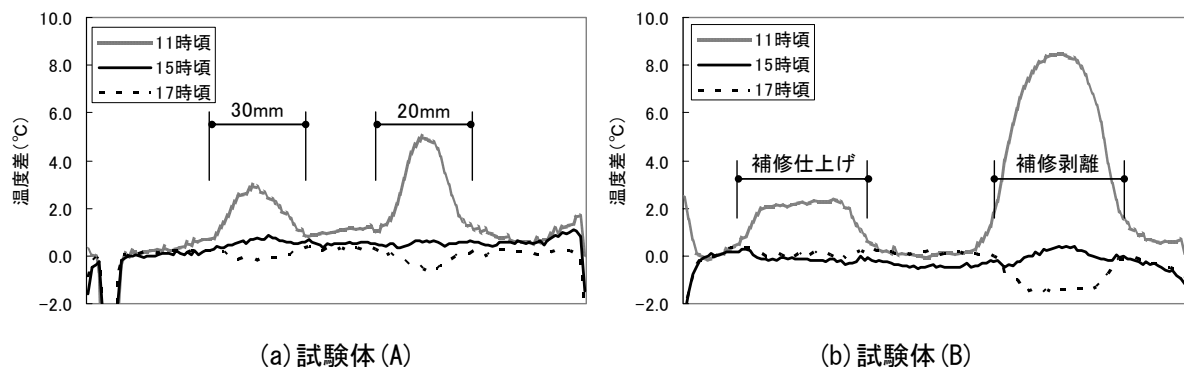 10.0
8.0
6.0
4.0
2.0
0.0
-2.0
温度差(℃)
11時頃
15時頃
17時頃
30mm
20mm
(a)試験体(A)
10.0
8.0
6.0
4.0
2.0
0.0
-2.0
温度差(℃)
11時頃
15時頃
17時頃
補修仕上げ
補修剥離
(b)試験体(B)